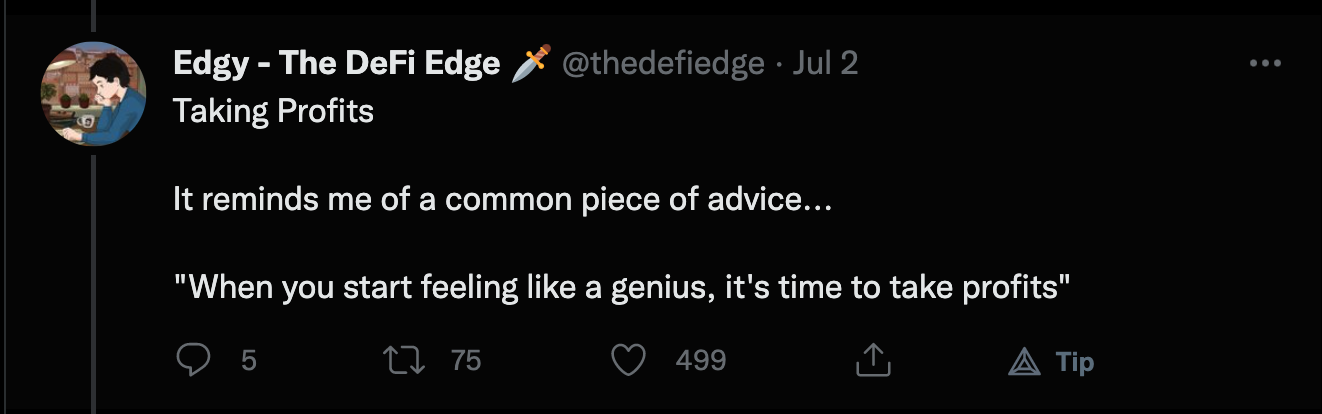 Edgy - The DeFi Edge 🗡️ @thedefiedge · Jul 2
Taking Profits
It reminds me of a common piece of advice...
"When you start feeling like a genius, it's time to take profits"
5 75 499 Tip